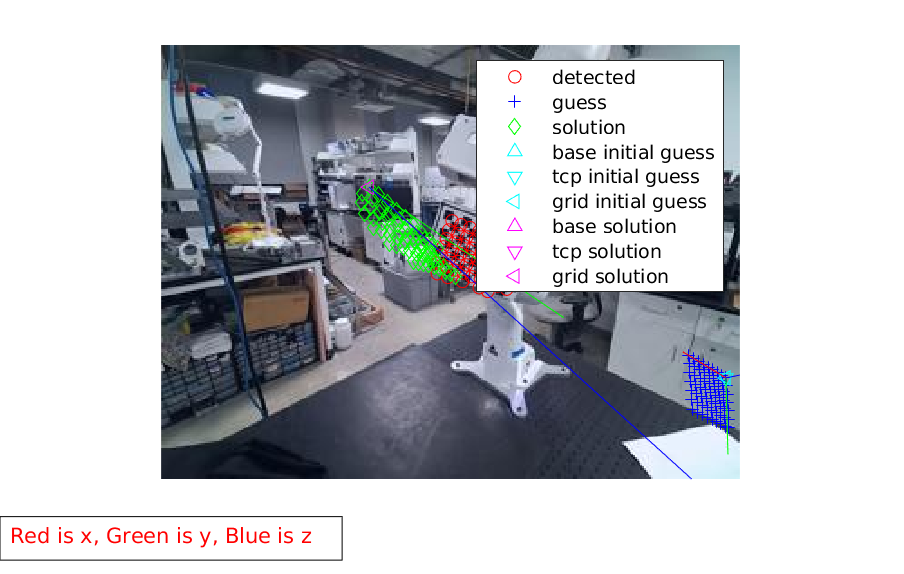 detected
guess
solution
base initial guess
tcp initial guess
grid initial guess
base solution
tcp solution
grid solution
Red is x, Green is y, Blue is z